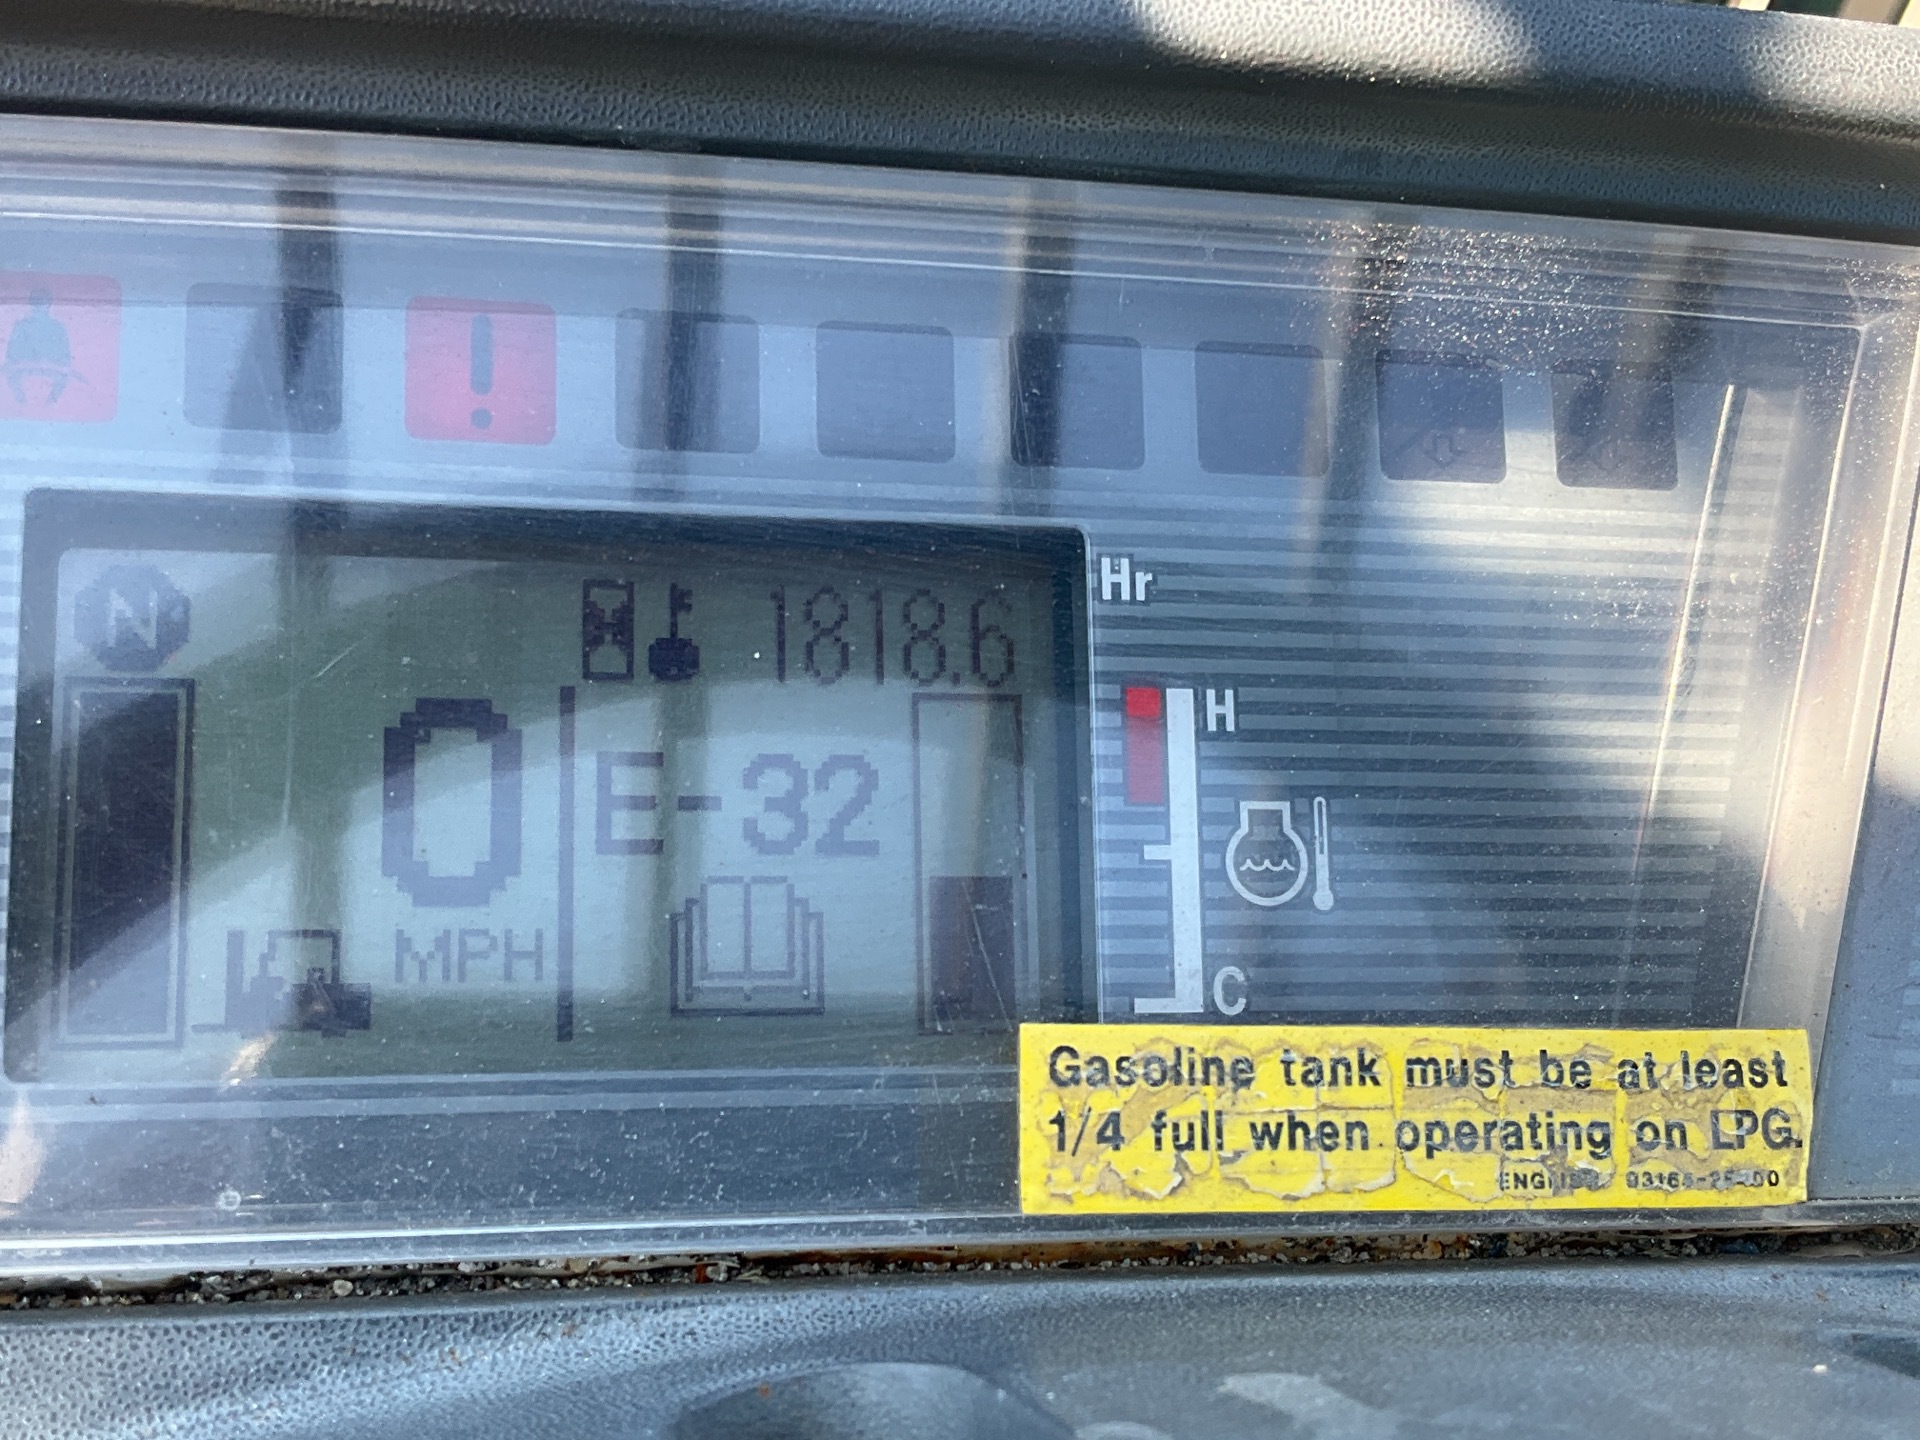 N
1818.6
Hr
0
E-32
H
MPH
C
Gasoline tank must be at least
1/4 full when operating on LPG.
ENGLISH